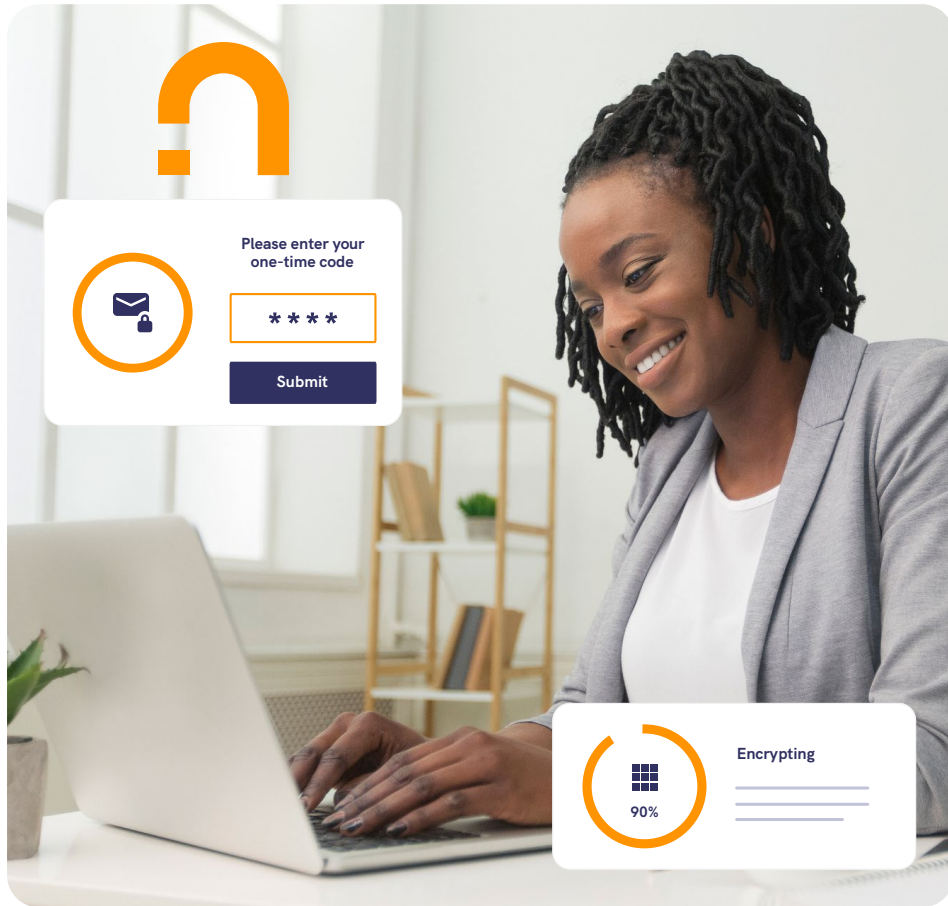 Please enter your
one-time code
****
Submit
Encrypting
90%